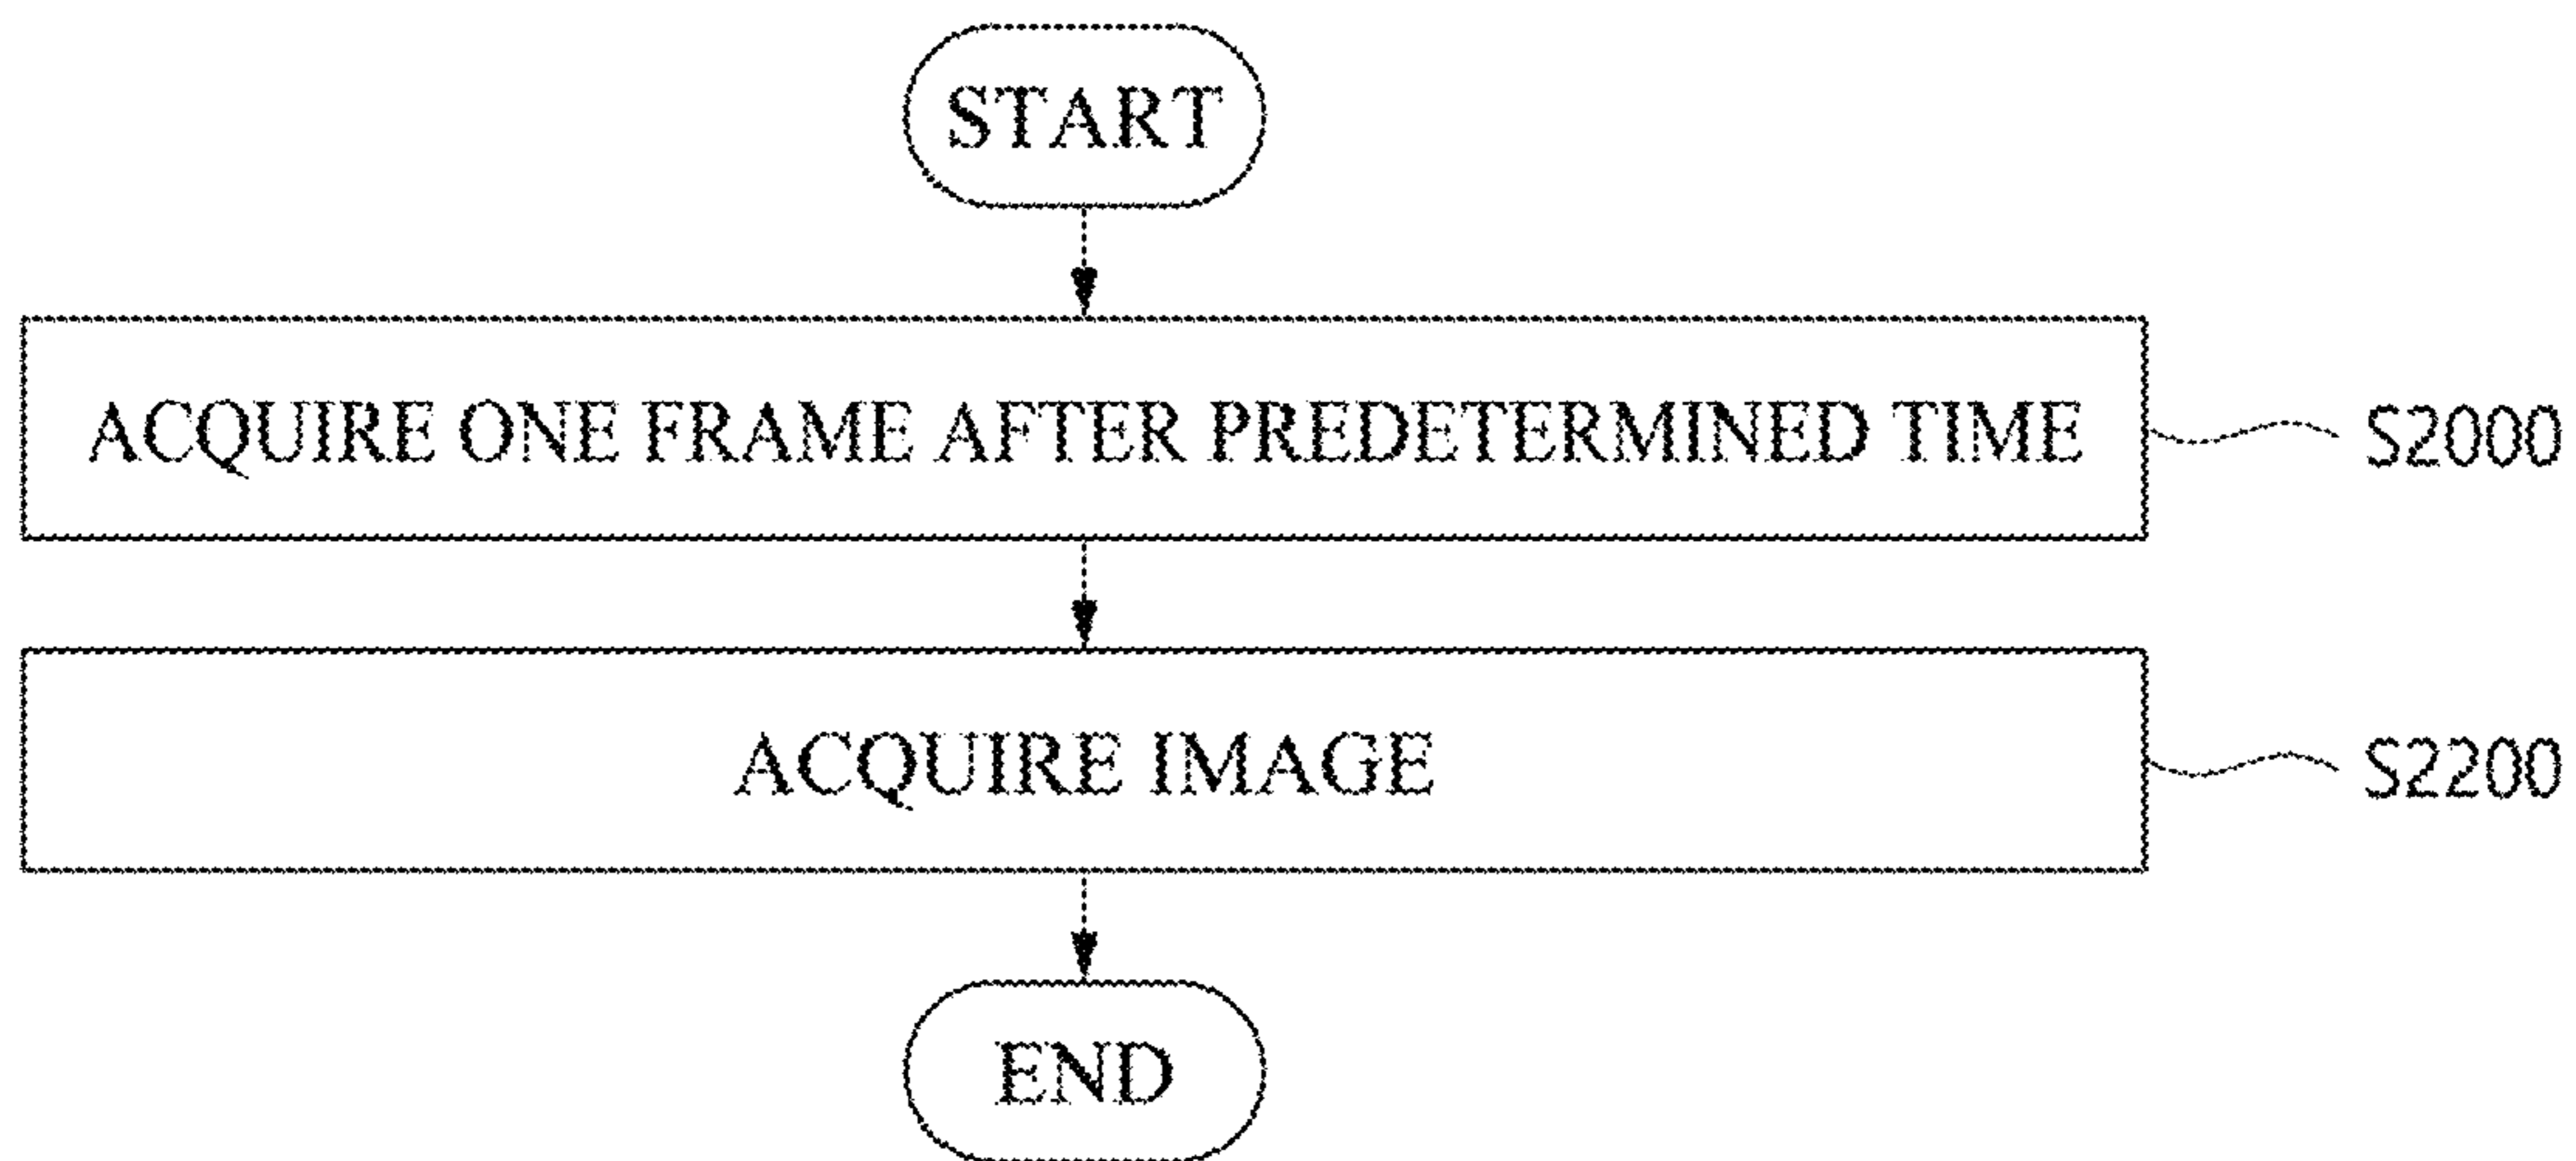 START
ACQUIRE ONE FRAME AFTER PREDETERMINED TIME
S2000
ACQUIRE IMAGE
S2200
END